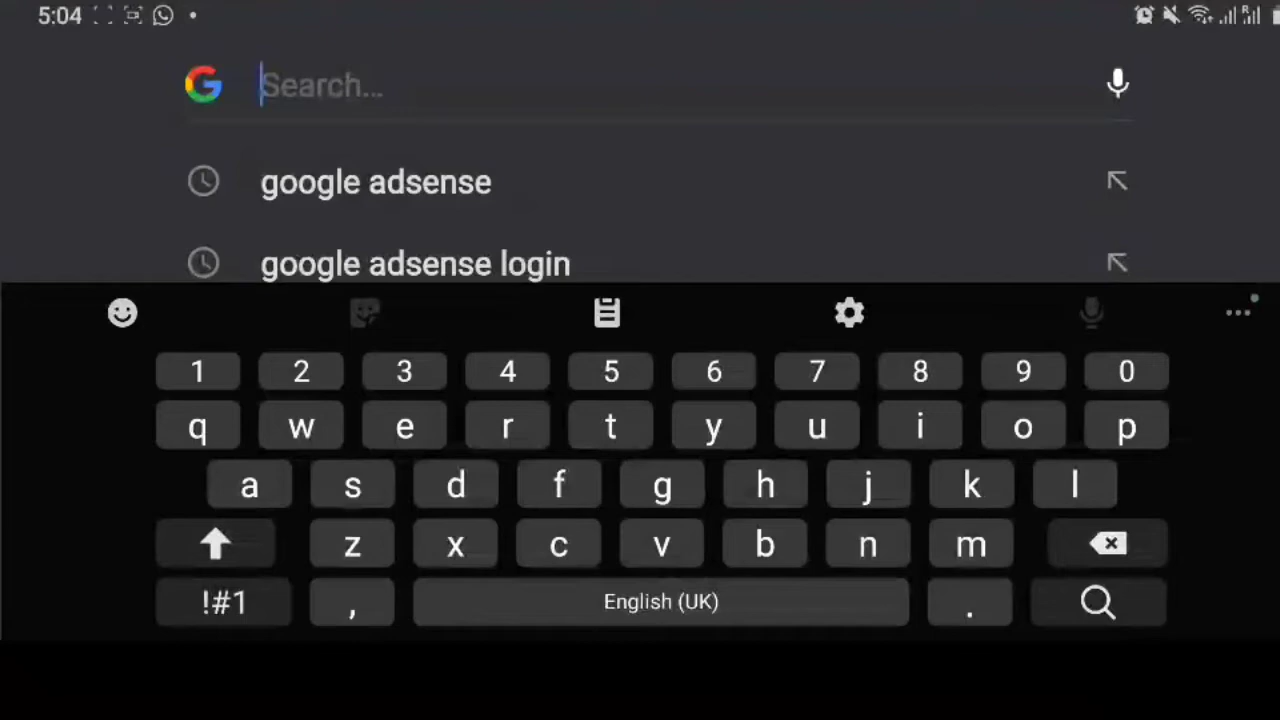 5:04
Search...
google adsense
google adsense login
1 2 3 4 5 6 7 8 9 0
q w e r t y u i o p
a s d f g h j k l
z x c v b n m
!#1 , English (UK) .